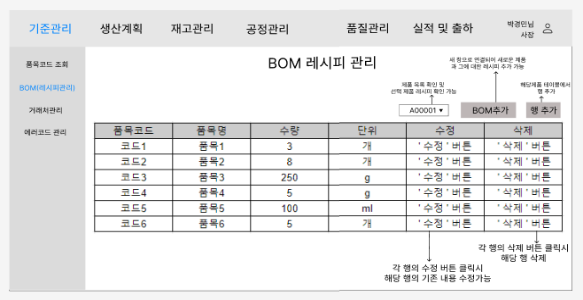 기준관리 생산계획 재고관리 공정관리 품질관리 실적 및 출하 박경민님
사장
품목코드 조회
BOM(레시피관리)
거래처관리
에러코드 관리
BOM 레시피 관리
새 창으로 연결되어 새로운 제품
과 그에 대한 레시피 추가 가능
제품 목록 확인 및
선택 제품 레시피 확인 가능
해당제품 테이블에서
행 추가
A00001 ▾ BOM추가 행 추가
품목코드 품목명 수량 단위 수정 삭제
코드1 품목1 3 개 ' 수정 ' 버튼 ' 삭제 ' 버튼
코드2 품목2 8 개 ' 수정 ' 버튼 ' 삭제 ' 버튼
코드3 품목3 250 g ' 수정 ' 버튼 ' 삭제 ' 버튼
코드4 품목4 5 g ' 수정 ' 버튼 ' 삭제 ' 버튼
코드5 품목5 100 ml ' 수정 ' 버튼 ' 삭제 ' 버튼
코드6 품목6 5 개 ' 수정 ' 버튼 ' 삭제 ' 버튼
각 행의 삭제 버튼 클릭시
해당 행 삭제
각 행의 수정 버튼 클릭시
해당 행의 기존 내용 수정가능